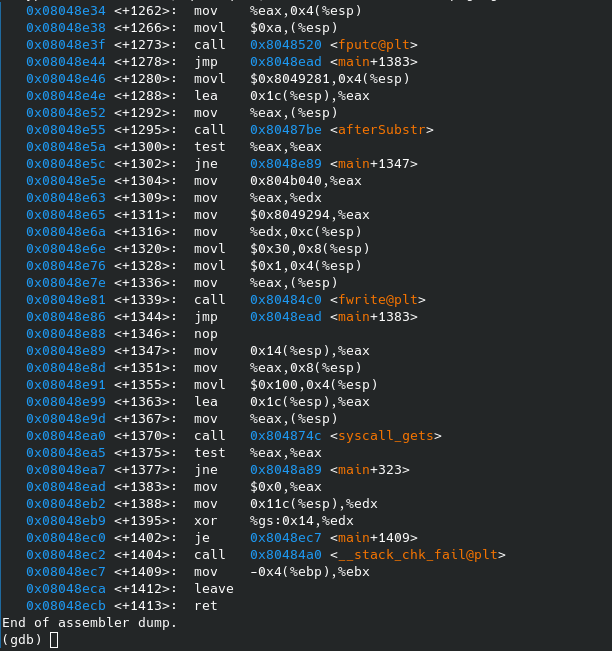 0x08048e34 <+1262>: mov %eax,0x4(%esp)
0x08048e38 <+1266>: movl $0xa,(%esp)
0x08048e3f <+1273>: call 0x8048520 <fputc@plt>
0x08048e44 <+1278>: jmp 0x8048ead <main+1383>
0x08048e46 <+1280>: movl $0x8049281,0x4(%esp)
0x08048e4e <+1288>: lea 0x1c(%esp),%eax
0x08048e52 <+1292>: mov %eax,(%esp)
0x08048e55 <+1295>: call 0x80487be <afterSubstr>
0x08048e5a <+1300>: test %eax,%eax
0x08048e5c <+1302>: jne 0x8048e89 <main+1347>
0x08048e5e <+1304>: mov 0x804b040,%eax
0x08048e63 <+1309>: mov %eax,%edx
0x08048e65 <+1311>: mov $0x8049294,%eax
0x08048e6a <+1316>: mov %edx,0xc(%esp)
0x08048e6e <+1320>: movl $0x30,0x8(%esp)
0x08048e76 <+1328>: movl $0x1,0x4(%esp)
0x08048e7e <+1336>: mov %eax,(%esp)
0x08048e81 <+1339>: call 0x80484c0 <fwrite@plt>
0x08048e86 <+1344>: jmp 0x8048ead <main+1383>
0x08048e88 <+1346>: nop
0x08048e89 <+1347>: mov 0x14(%esp),%eax
0x08048e8d <+1351>: mov %eax,0x8(%esp)
0x08048e91 <+1355>: movl $0x100,0x4(%esp)
0x08048e99 <+1363>: lea 0x1c(%esp),%eax
0x08048e9d <+1367>: mov %eax,(%esp)
0x08048ea0 <+1370>: call 0x804874c <syscall_gets>
0x08048ea5 <+1375>: test %eax,%eax
0x08048ea7 <+1377>: jne 0x8048a89 <main+323>
0x08048ead <+1383>: mov $0x0,%eax
0x08048eb2 <+1388>: mov 0x11c(%esp),%edx
0x08048eb9 <+1395>: xor %gs:0x14,%edx
0x08048ec0 <+1402>: je 0x8048ec7 <main+1409>
0x08048ec2 <+1404>: call 0x80484a0 <__stack_chk_fail@plt>
0x08048ec7 <+1409>: mov -0x4(%ebp),%ebx
0x08048eca <+1412>: leave
0x08048ecb <+1413>: ret
End of assembler dump.
(gdb)